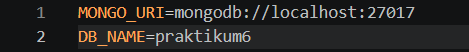 1 MONGO_URI=mongodb://localhost:27017
2 DB_NAME=praktikum6